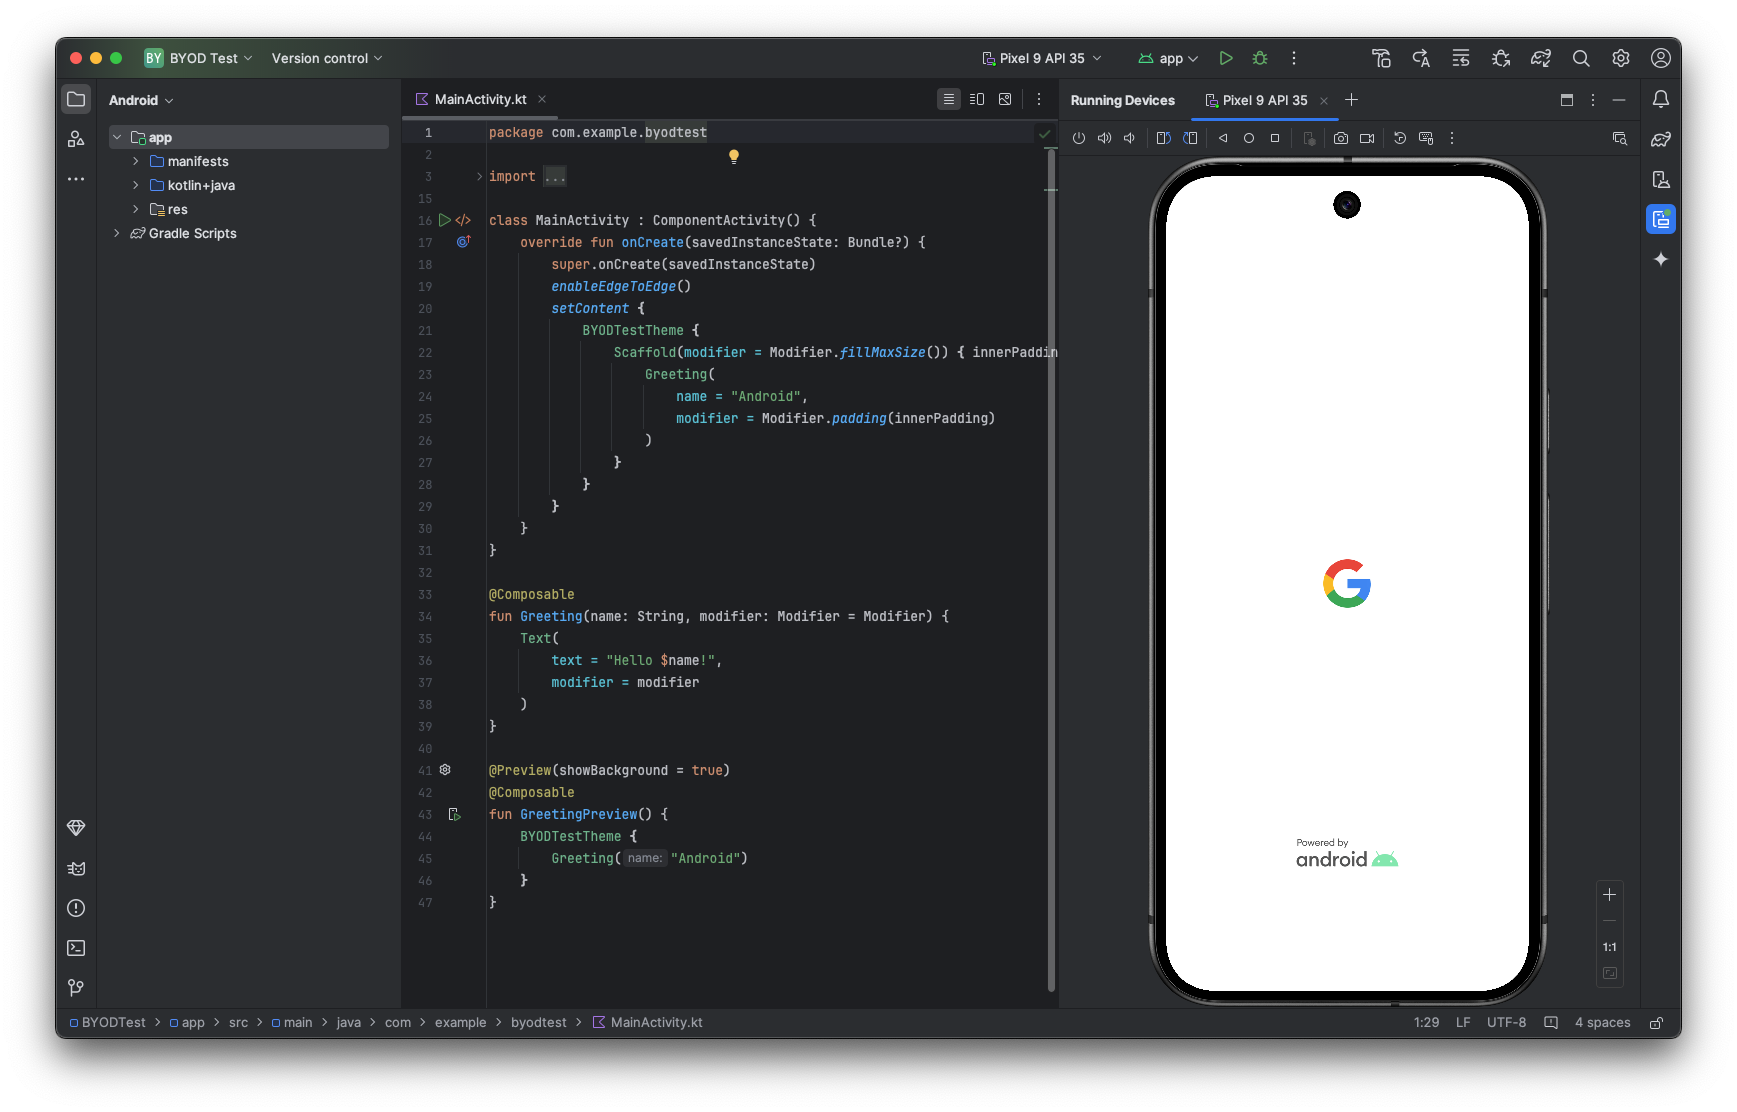 BY BYOD Test Version control Pixel 9 API 35 app
Android
app
manifests
kotlin+java
res
Gradle Scripts
MainActivity.kt
1 package com.example.byodtest
2
3 import ...
15
16 class MainActivity : ComponentActivity() {
17 override fun onCreate(savedInstanceState: Bundle?) {
18 super.onCreate(savedInstanceState)
19 enableEdgeToEdge()
20 setContent {
21 BYODTestTheme {
22 Scaffold(modifier = Modifier.fillMaxSize()) { innerPaddin
23 Greeting(
24 name = "Android",
25 modifier = Modifier.padding(innerPadding)
26 )
27 }
28 }
29 }
30 }
31 }
32
33 @Composable
34 fun Greeting(name: String, modifier: Modifier = Modifier) {
35 Text(
36 text = "Hello $name!",
37 modifier = modifier
38 )
39 }
40
41 @Preview(showBackground = true)
42 @Composable
43 fun GreetingPreview() {
44 BYODTestTheme {
45 Greeting( name: "Android")
46 }
47 }
Running Devices Pixel 9 API 35
Powered by
android
1:1
BYODTest > app > src > main > java > com > example > byodtest > MainActivity.kt
1:29 LF UTF-8 4 spaces